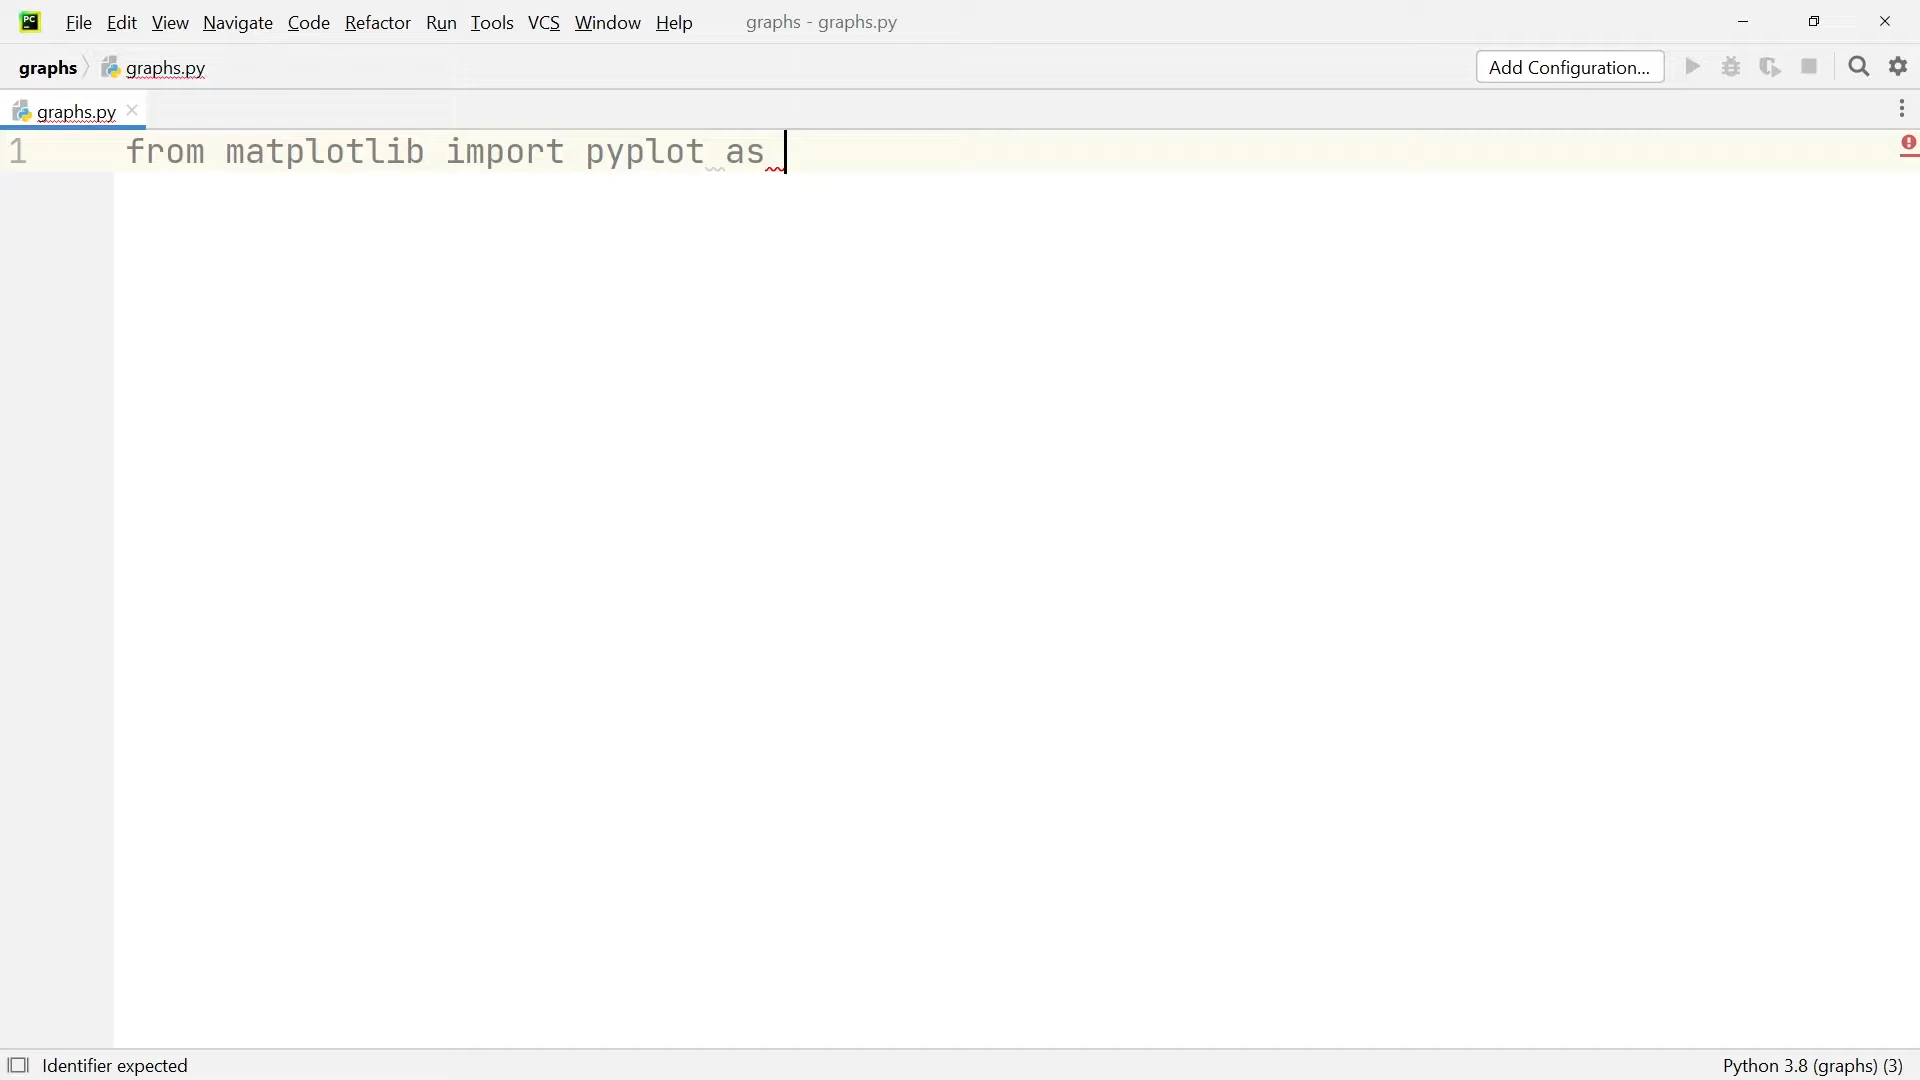 PC File Edit View Navigate Code Refactor Run Tools VCS Window Help graphs - graphs.py
graphs graphs.py Add Configuration...
graphs.py
1 from matplotlib import pyplot as
Identifier expected Python 3.8 (graphs) (3)